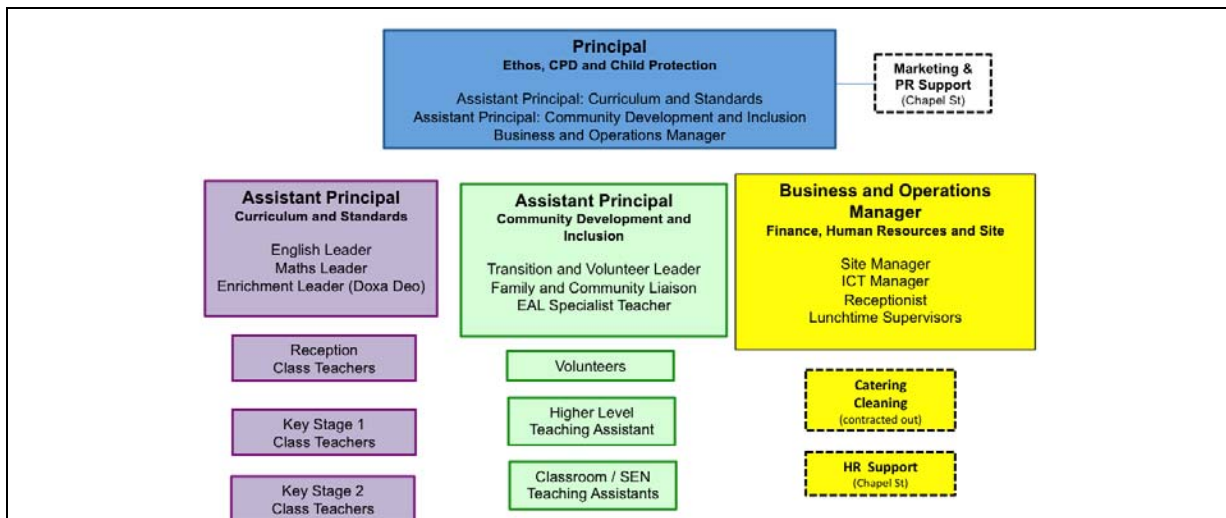 Principal
Ethos, CPD and Child Protection
Assistant Principal: Curriculum and Standards
Assistant Principal: Community Development and Inclusion
Business and Operations Manager
Marketing &
PR Support
(Chapel St)
Assistant Principal
Curriculum and Standards
English Leader
Maths Leader
Enrichment Leader (Doxa Deo)
Reception
Class Teachers
Key Stage 1
Class Teachers
Key Stage 2
Class Teachers
Assistant Principal
Community Development and
Inclusion
Transition and Volunteer Leader
Family and Community Liaison
EAL Specialist Teacher
Volunteers
Higher Level
Teaching Assistant
Classroom / SEN
Teaching Assistants
Business and Operations
Manager
Finance, Human Resources and Site
Site Manager
ICT Manager
Receptionist
Lunchtime Supervisors
Catering
Cleaning
(contracted out)
HR Support
(Chapel St)